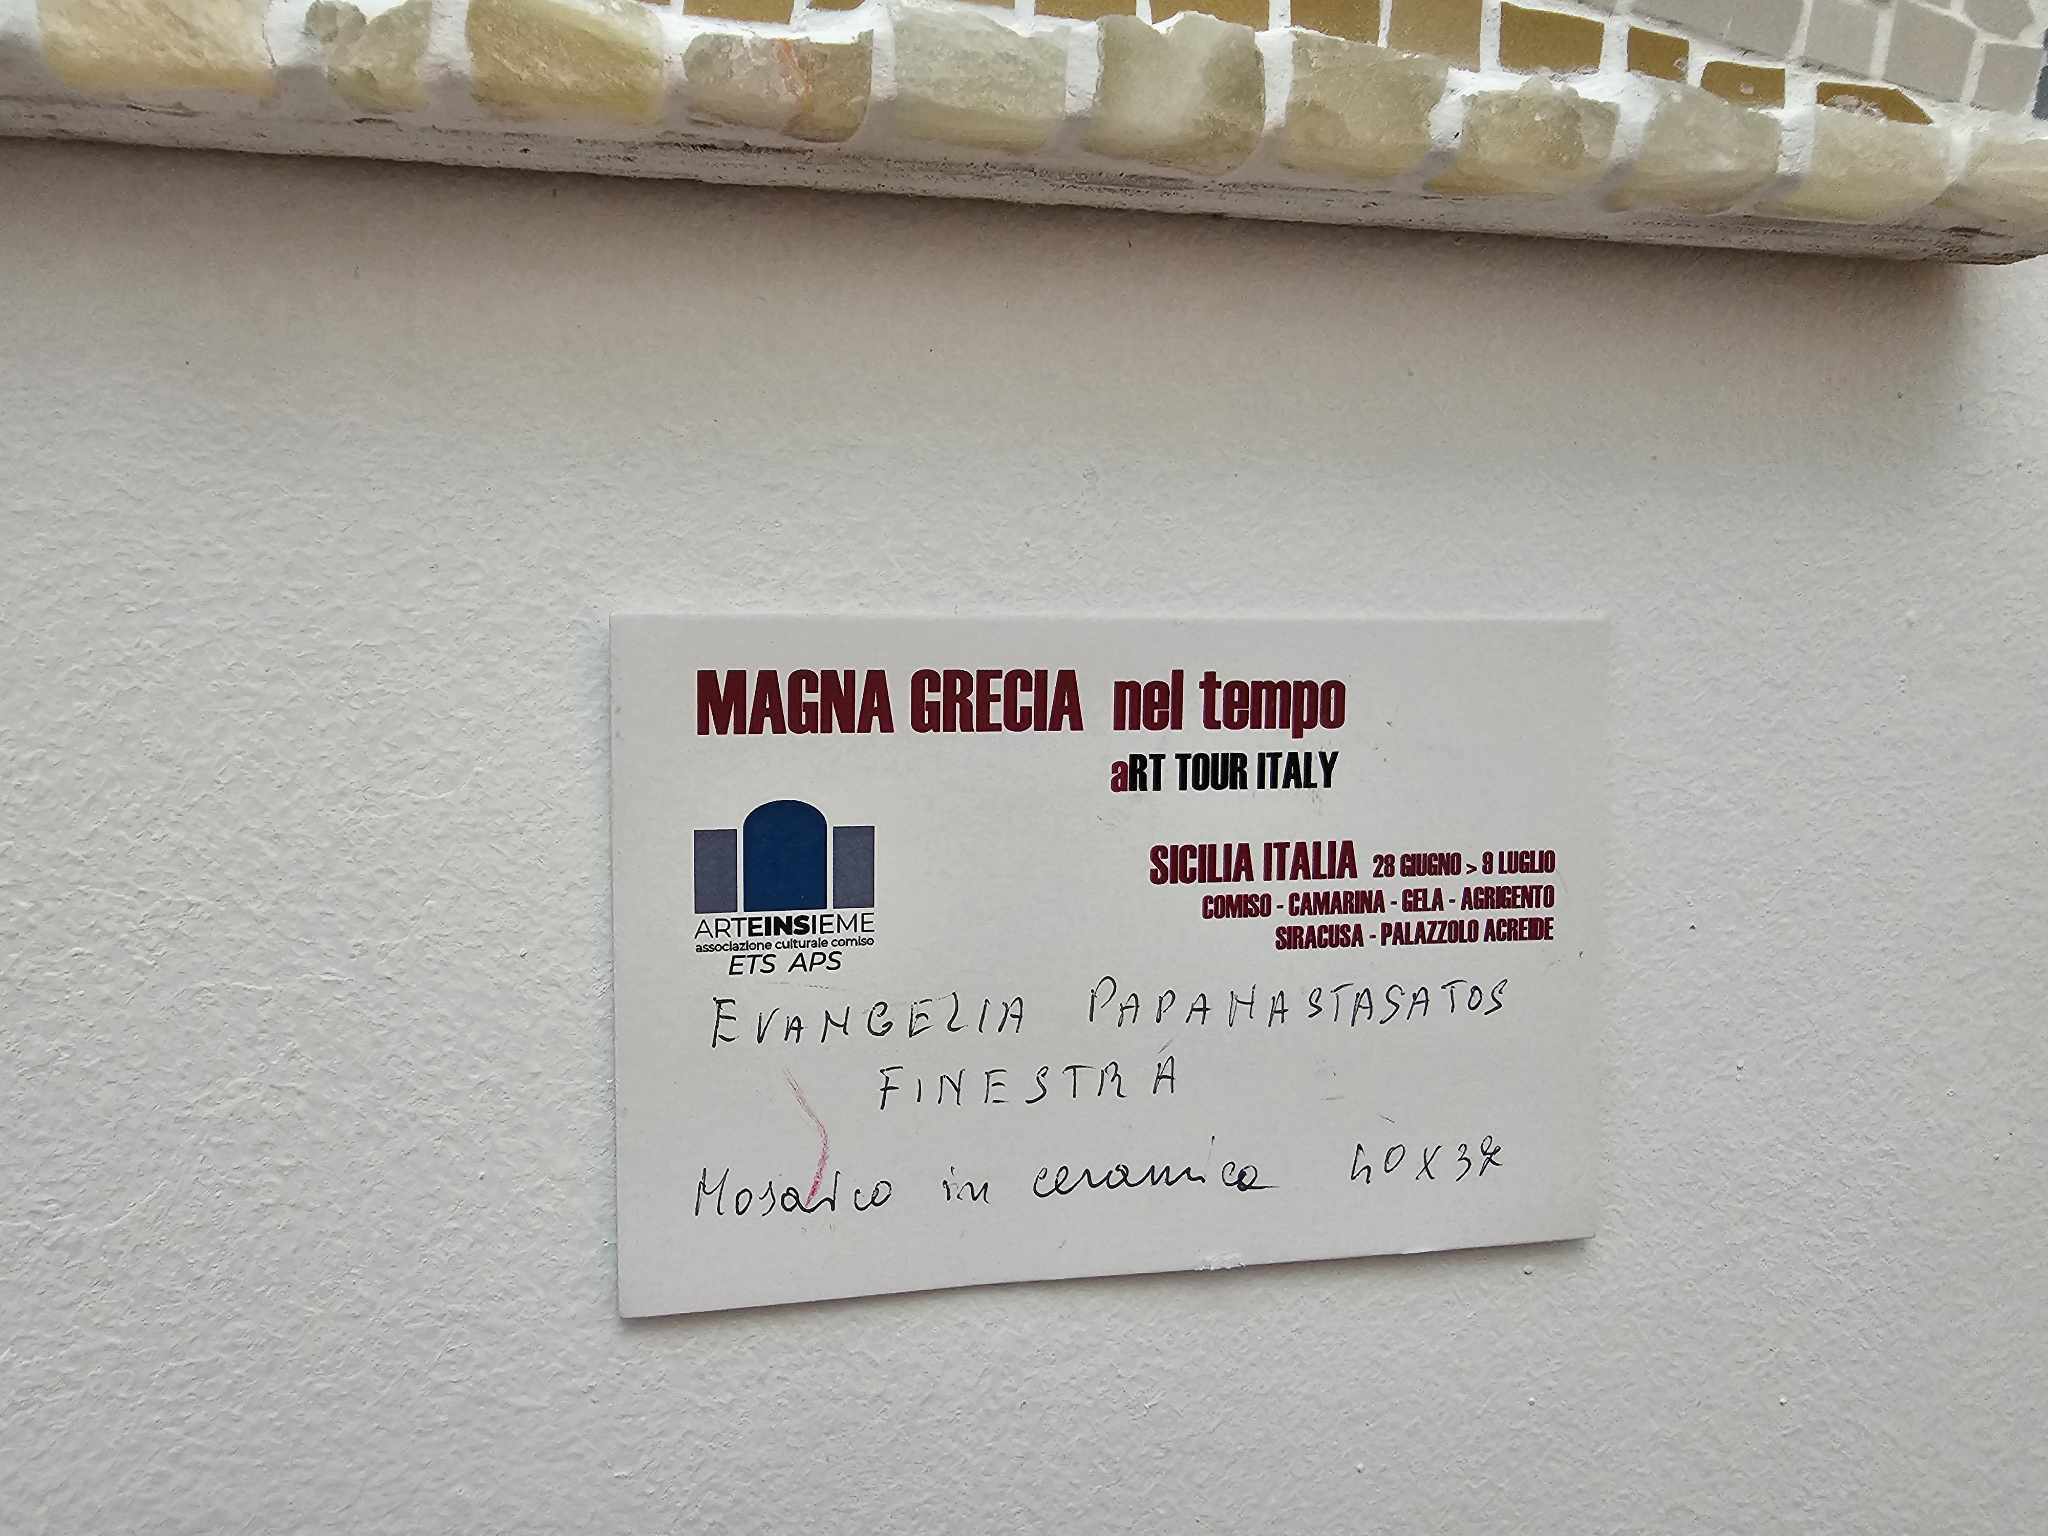 MAGNA GRECIA nel tempo
aRT TOUR ITALY
SICILIA ITALIA 28 GIUGNO > 9 LUGLIO
COMISO - CAMARINA - GELA - AGRIGENTO
SIRACUSA - PALAZZOLO ACREIDE
ARTEINSIEME
associazione culturale comiso
ETS APS
EVANGELIA PAPANASTASATOS
FINESTRA
Mosaico in ceramica 40x37